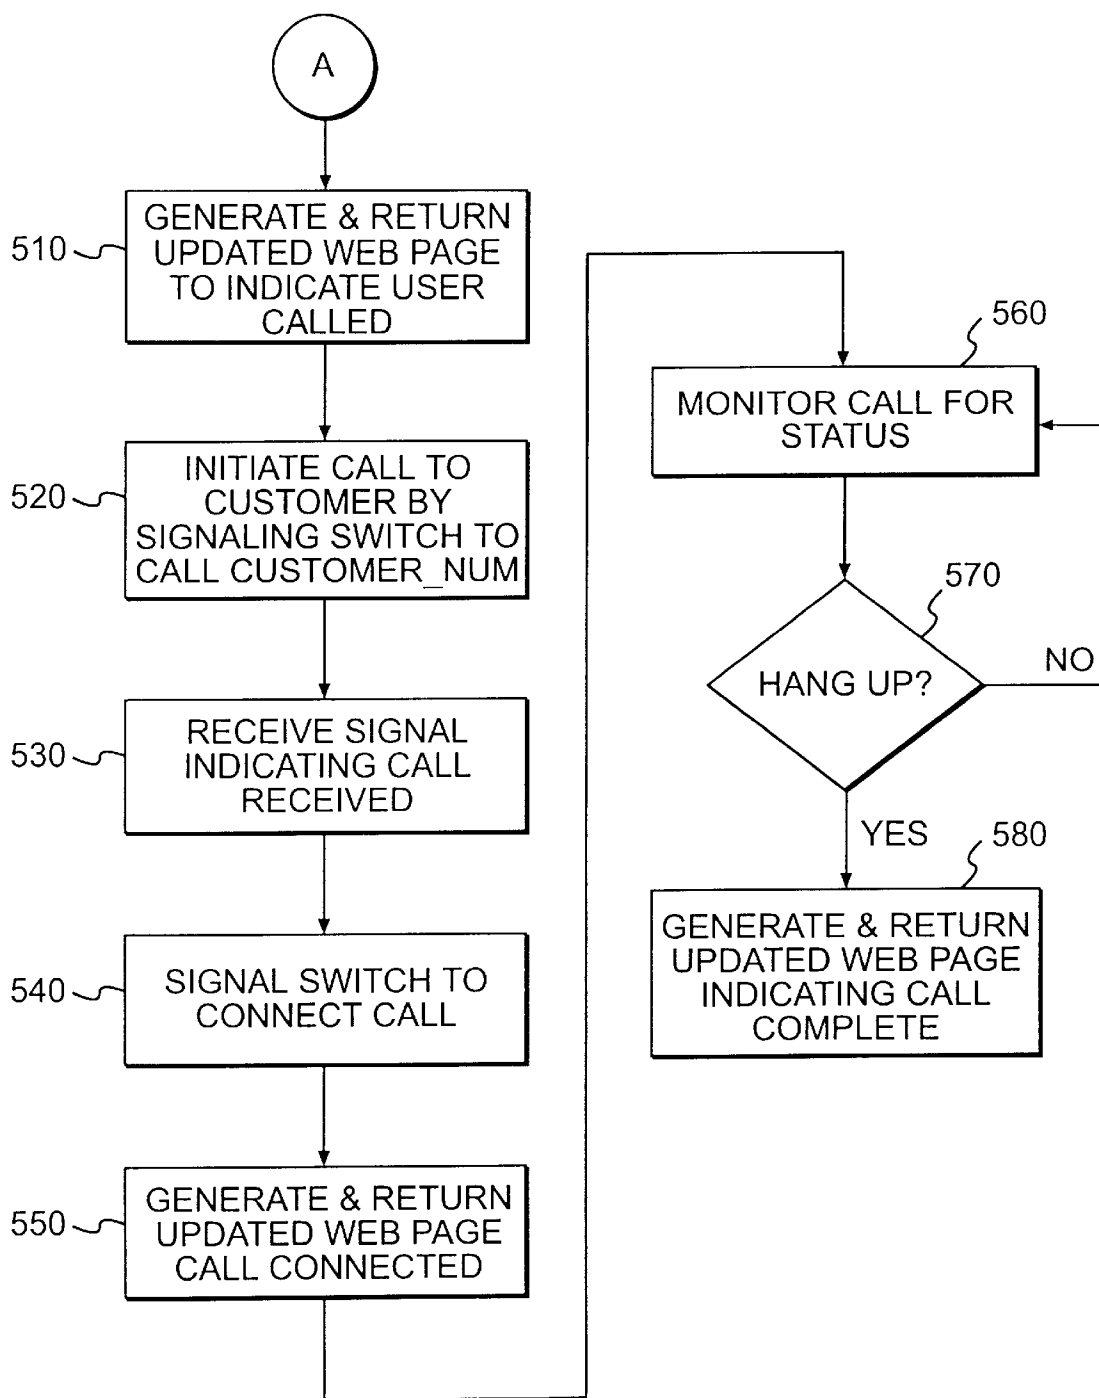 A
510
GENERATE & RETURN
UPDATED WEB PAGE
TO INDICATE USER
CALLED
520
INITIATE CALL TO
CUSTOMER BY
SIGNALING SWITCH TO
CALL CUSTOMER_NUM
530
RECEIVE SIGNAL
INDICATING CALL
RECEIVED
540
SIGNAL SWITCH TO
CONNECT CALL
550
GENERATE & RETURN
UPDATED WEB PAGE
CALL CONNECTED
560
MONITOR CALL FOR
STATUS
570
HANG UP?
NO
YES
580
GENERATE & RETURN
UPDATED WEB PAGE
INDICATING CALL
COMPLETE